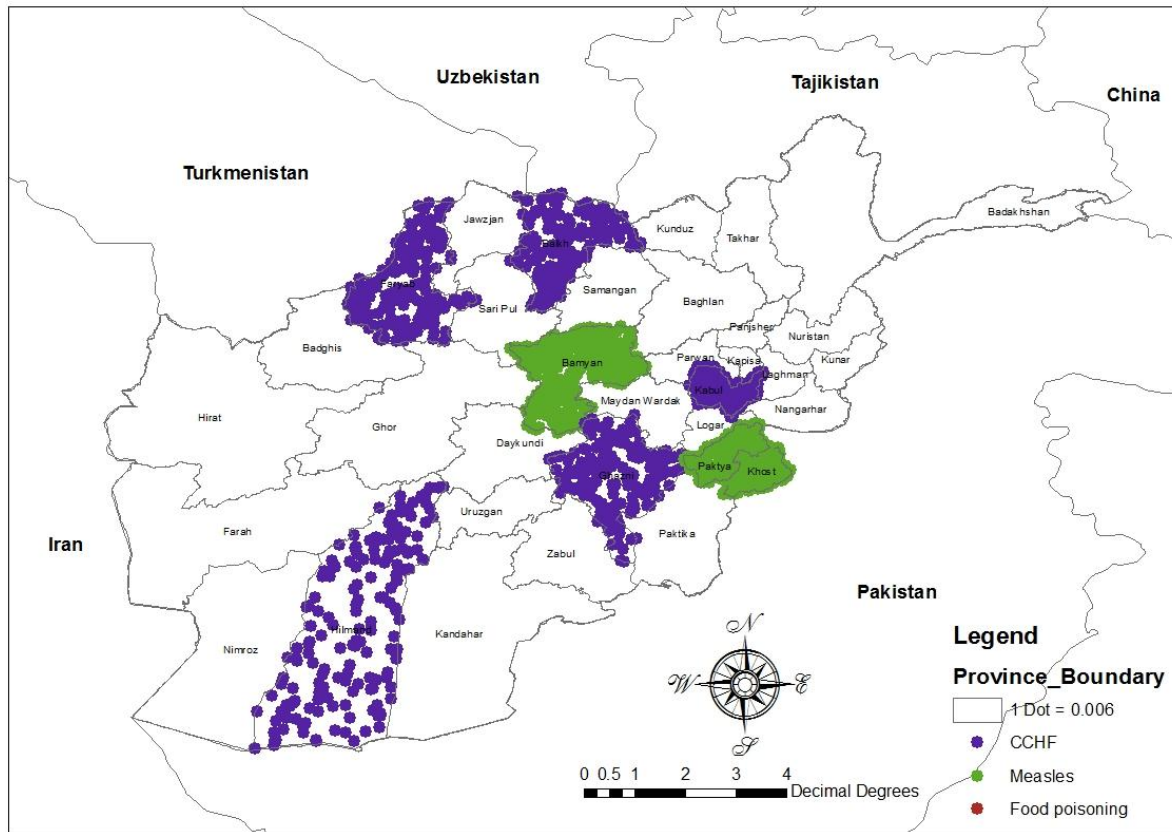 Uzbekistan
Tajikistan
China
Turkmenistan
Badakhshan
Jawzjan
Kunduz
Takhar
Balkh
Faryab
Samangan
Sari Pul
Baghlan
Panjsher
Nuristan
Badghis
Bamyan
Parwan
Kapisa
Kunar
Laghman
Kabul
Hirat
Maydan Wardak
Nangarhar
Ghor
Logar
Daykundi
Paktya
Khost
Ghazni
Uruzgan
Farah
Paktika
Iran
Zabul
Pakistan
Hilmand
Kandahar
Nimroz
N
W
E
S
Legend
Province_Boundary
1 Dot = 0.006
CCHF
Measles
Food poisoning
0 0.5 1 2 3 4
Decimal Degrees